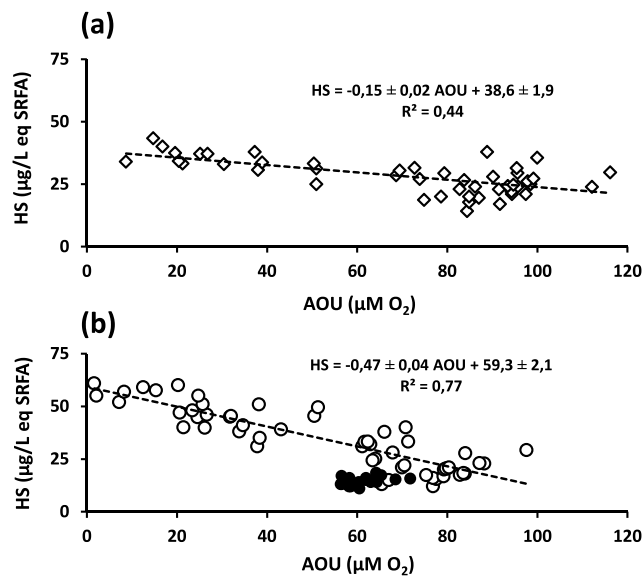 (a)
75
HS = -0,15 ± 0,02 AOU + 38,6 ± 1,9
R² = 0,44
50
HS (µg/L eq SRFA)
25
0
0 20 40 60 80 100 120
AOU (µM O₂)
(b)
75
HS = -0,47 ± 0,04 AOU + 59,3 ± 2,1
R² = 0,77
50
HS (µg/L eq SRFA)
25
0
0 20 40 60 80 100 120
AOU (µM O₂)